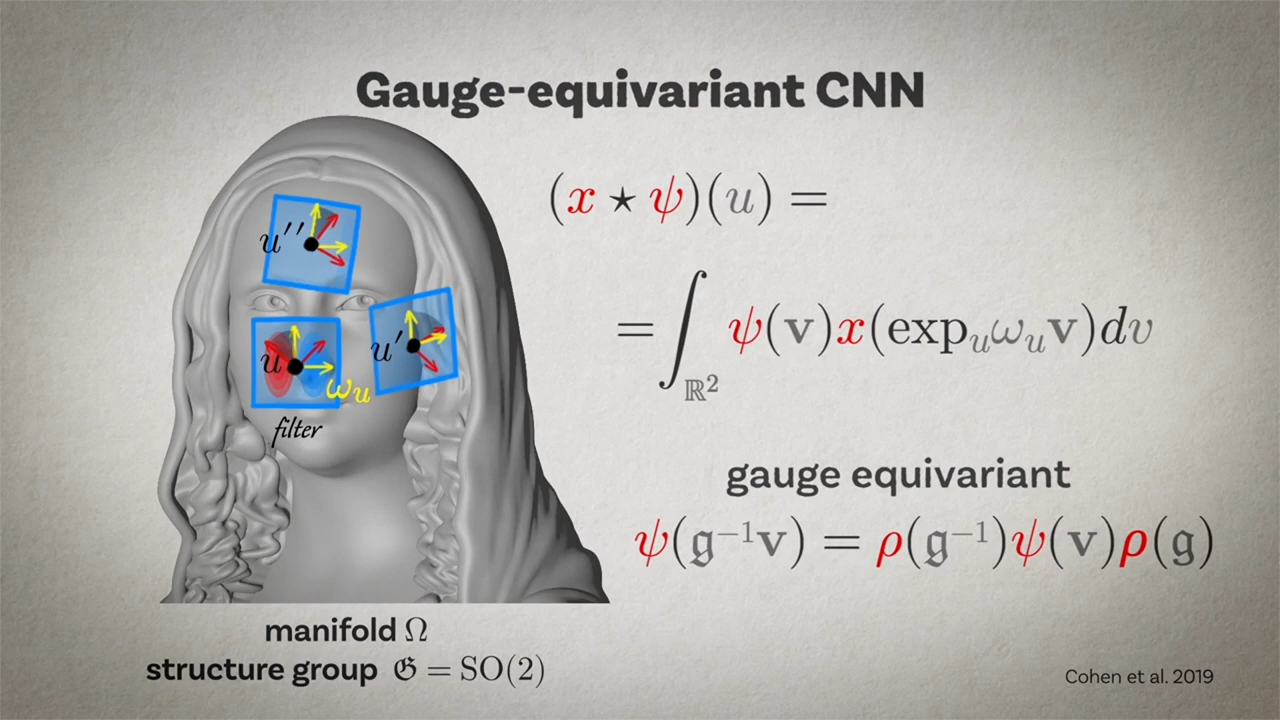 Gauge-equivariant CNN
(x ⋆ ψ)(u) =
= ∫_{ℝ²} ψ(v)x(exp_u ω_u v)dv
gauge equivariant
ψ(𝔤⁻¹v) = ρ(𝔤⁻¹)ψ(v)ρ(𝔤)
u′′
u′
u
ω_u
filter
manifold Ω
structure group 𝔊 = SO(2)
Cohen et al. 2019